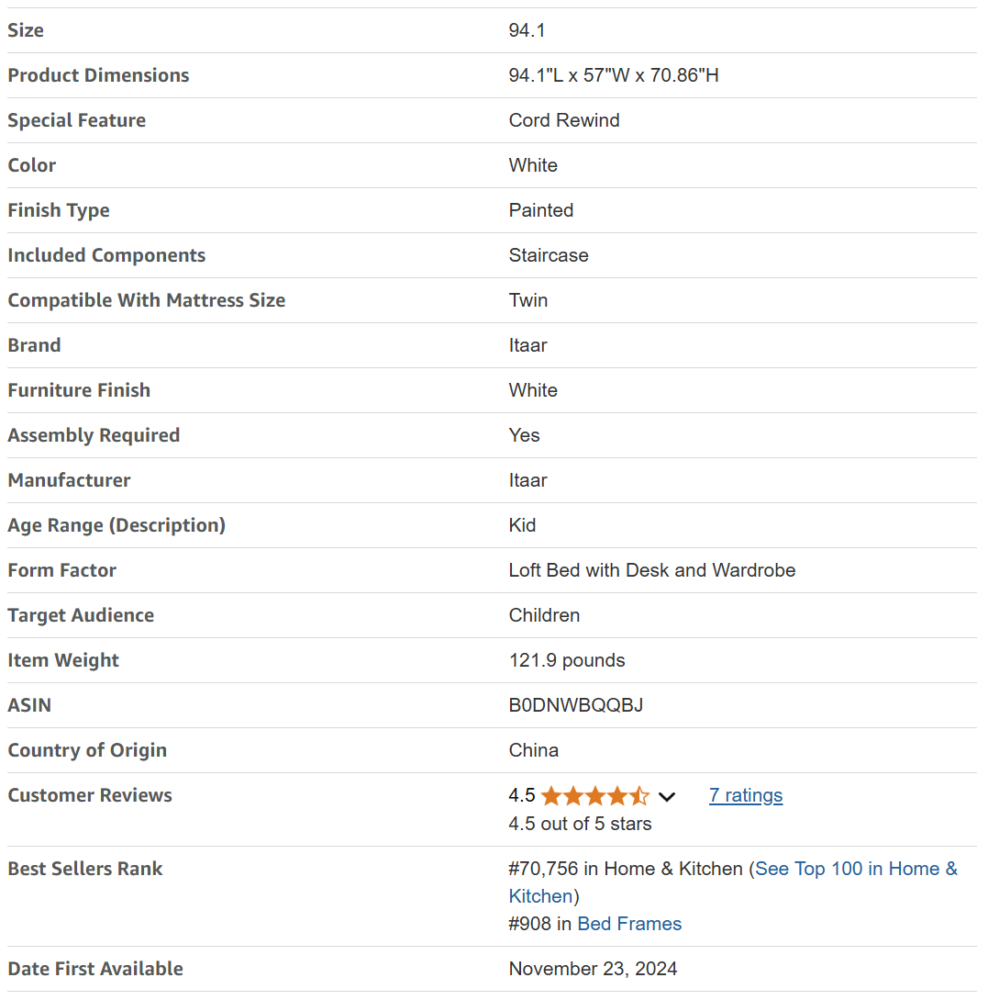 Size 94.1
Product Dimensions 94.1"L x 57"W x 70.86"H
Special Feature Cord Rewind
Color White
Finish Type Painted
Included Components Staircase
Compatible With Mattress Size Twin
Brand Itaar
Furniture Finish White
Assembly Required Yes
Manufacturer Itaar
Age Range (Description) Kid
Form Factor Loft Bed with Desk and Wardrobe
Target Audience Children
Item Weight 121.9 pounds
ASIN B0DNWBQQBJ
Country of Origin China
Customer Reviews 4.5 7 ratings
4.5 out of 5 stars
Best Sellers Rank #70,756 in Home & Kitchen (See Top 100 in Home &
Kitchen)
#908 in Bed Frames
Date First Available November 23, 2024